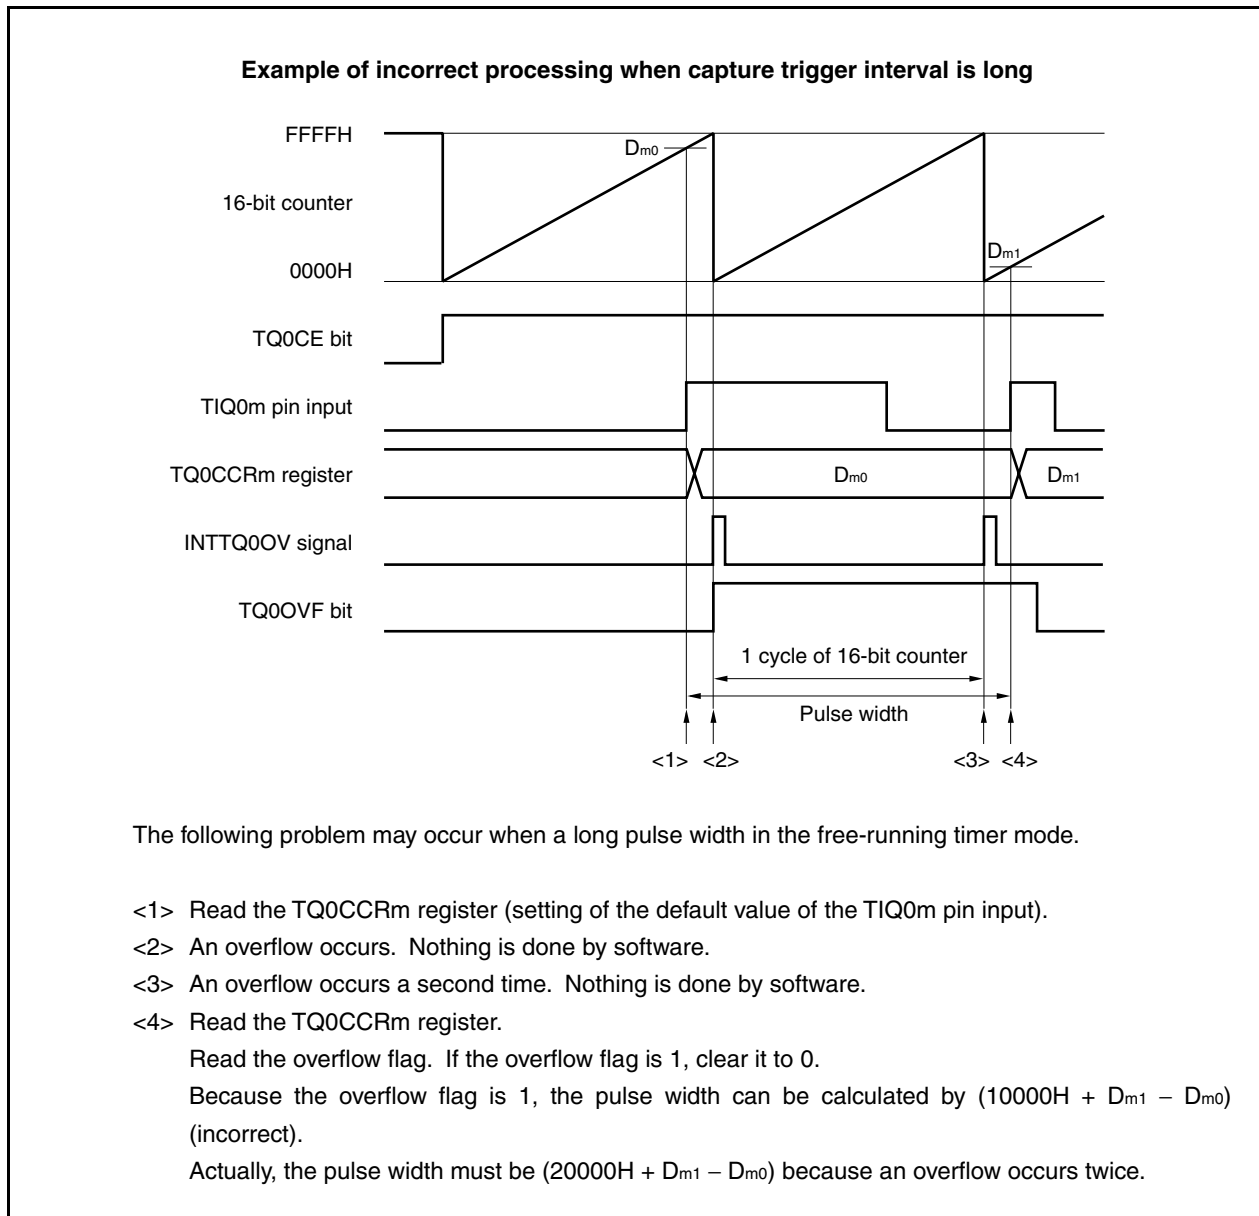 Example of incorrect processing when capture trigger interval is long
FFFFH
Dm0
16-bit counter
Dm1
0000H
TQ0CE bit
TIQ0m pin input
TQ0CCRm register
Dm0
Dm1
INTTQ0OV signal
TQ0OVF bit
1 cycle of 16-bit counter
Pulse width
<1> <2> <3> <4>
The following problem may occur when a long pulse width in the free-running timer mode.
<1> Read the TQ0CCRm register (setting of the default value of the TIQ0m pin input).
<2> An overflow occurs. Nothing is done by software.
<3> An overflow occurs a second time. Nothing is done by software.
<4> Read the TQ0CCRm register.
Read the overflow flag. If the overflow flag is 1, clear it to 0.
Because the overflow flag is 1, the pulse width can be calculated by (10000H + Dm1 – Dm0)
(incorrect).
Actually, the pulse width must be (20000H + Dm1 – Dm0) because an overflow occurs twice.